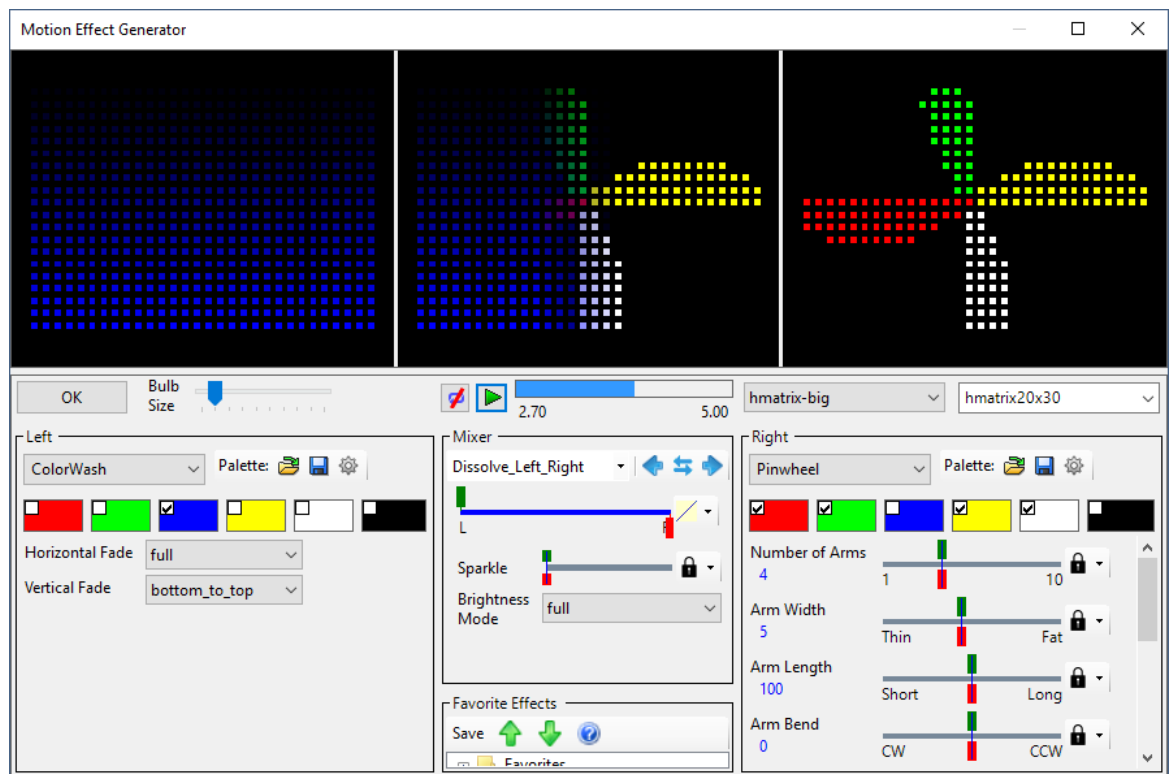 Motion Effect Generator
OK
Bulb
Size
2.70
5.00
hmatrix-big
hmatrix20x30
Left
ColorWash
Palette:
Horizontal Fade
full
Vertical Fade
bottom_to_top
Mixer
Dissolve_Left_Right
L
Sparkle
Brightness
Mode
full
Favorite Effects
Save
Favorites
Right
Pinwheel
Palette:
Number of Arms
4
1
10
Arm Width
5
Thin
Fat
Arm Length
100
Short
Long
Arm Bend
0
CW
CCW